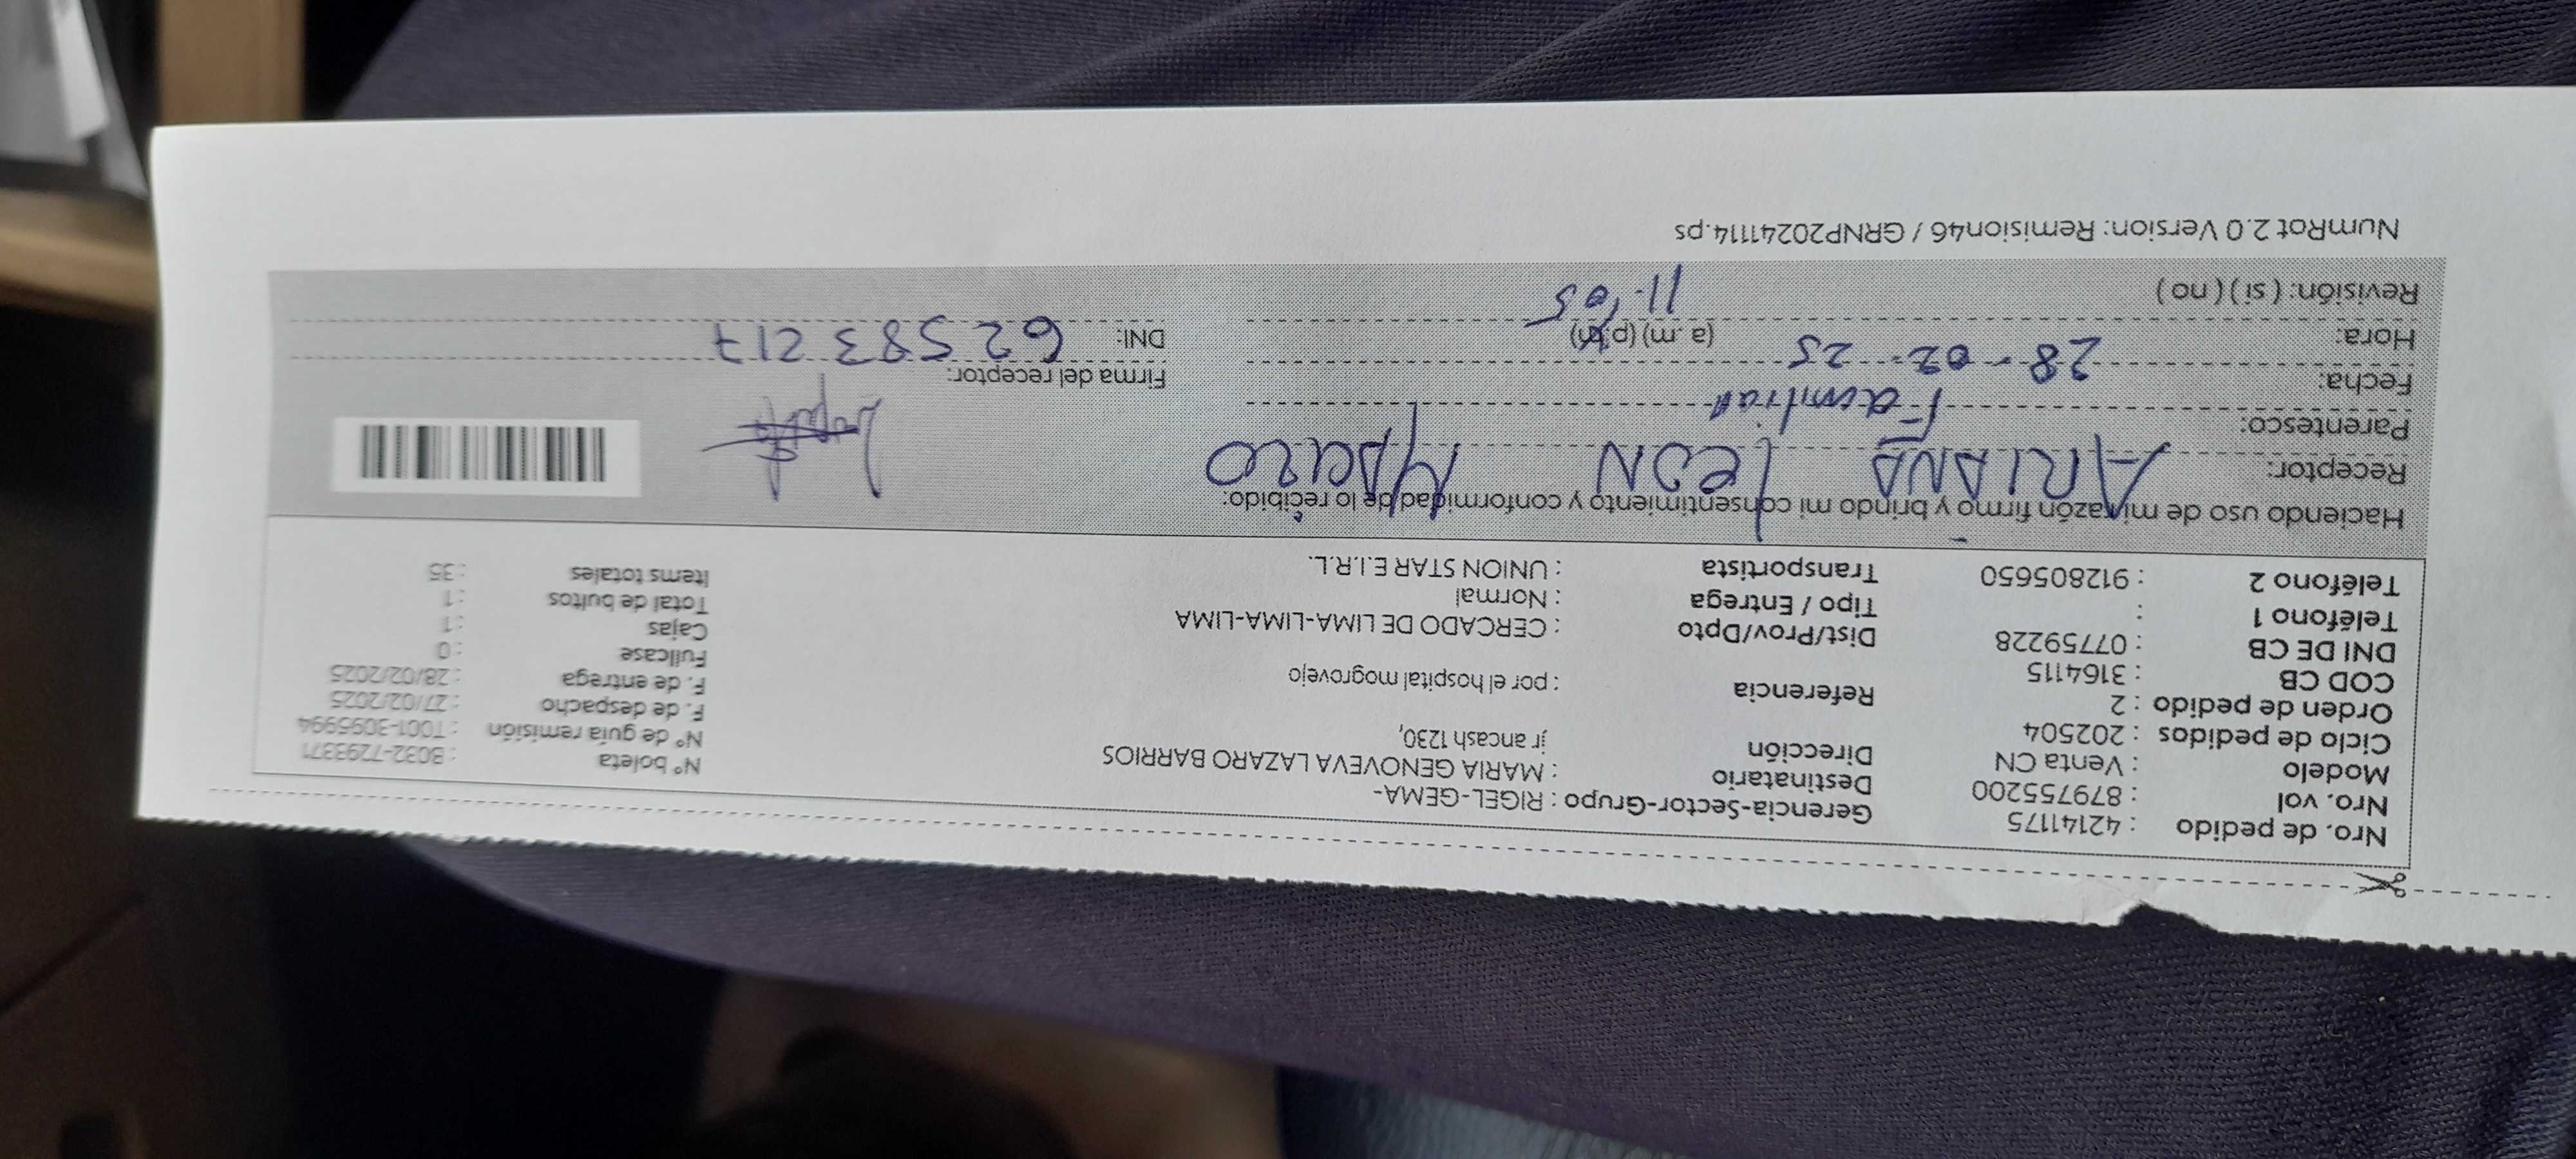 Nro. de pedido : 42141175
Nro. vol : 879755200
Modelo : Venta CN
Ciclo de pedidos : 202504
Orden de pedido : 2
COD CB : 3164115
DNI DE CB : 07759228
Teléfono 1 :
Teléfono 2 : 912805650
Gerencia-Sector-Grupo : RIGEL-GEMA-
Destinatario : MARIA GENOVEVA LAZARO BARRIOS
Dirección jr ancash 1230,
Referencia : por el hospital mogrovejo
Dist/Prov/Dpto : CERCADO DE LIMA-LIMA-LIMA
Tipo / Entrega : Normal
Transportista : UNION STAR E.I.R.L.
N° boleta : B032-7293371
N° de guía remisión : T001-3095994
F. de despacho : 27/02/2025
F. de entrega : 28/02/2025
Fullcase : 0
Cajas : 1
Total de bultos : 1
Items totales : 35
Haciendo uso de mi razón firmo y brindo mi consentimiento y conformidad de lo recibido:
Receptor: ARIANA LEON
Parentesco: Familiar
Fecha: 28-02-25
Hora: 11:05 (a .m) (p.m)
Revisión: ( si ) ( no )
Firma del receptor:
DNI: 62583217
NumRot 2.0 Version: Remision46 / GRNP20241114.ps